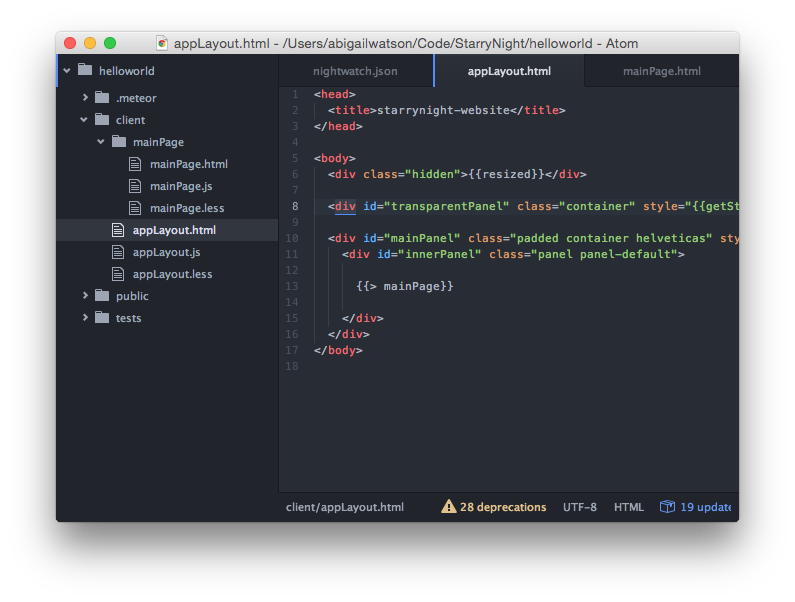 appLayout.html - /Users/abigailwatson/Code/StarryNight/helloworld - Atom
helloworld
.meteor
client
mainPage
mainPage.html
mainPage.js
mainPage.less
appLayout.html
appLayout.js
appLayout.less
public
tests
nightwatch.json appLayout.html mainPage.html
1 <head>
2 <title>starrynight-website</title>
3 </head>
4
5 <body>
6 <div class="hidden">{{resized}}</div>
7
8 <div id="transparentPanel" class="container" style="{{getSt
9
10 <div id="mainPanel" class="padded container helveticas" sty
11 <div id="innerPanel" class="panel panel-default">
12
13 {{> mainPage}}
14
15 </div>
16 </div>
17 </body>
18
client/appLayout.html 28 deprecations UTF-8 HTML 19 update